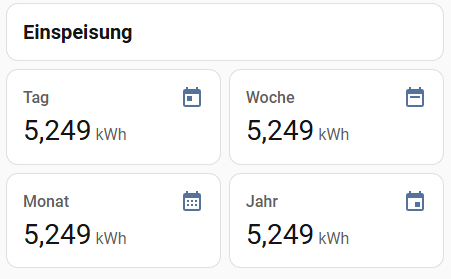 Einspeisung
Tag
Woche
5,249 kWh
5,249 kWh
Monat
Jahr
5,249 kWh
5,249 kWh